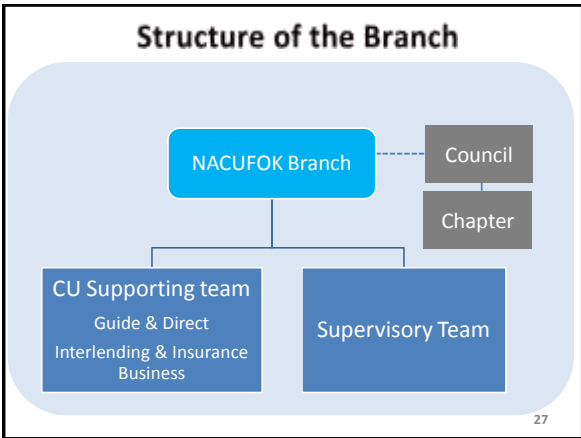 Structure of the Branch
NACUFOK Branch
Council
Chapter
CU Supporting team
Guide & Direct
Interlending & Insurance
Business
Supervisory Team
27